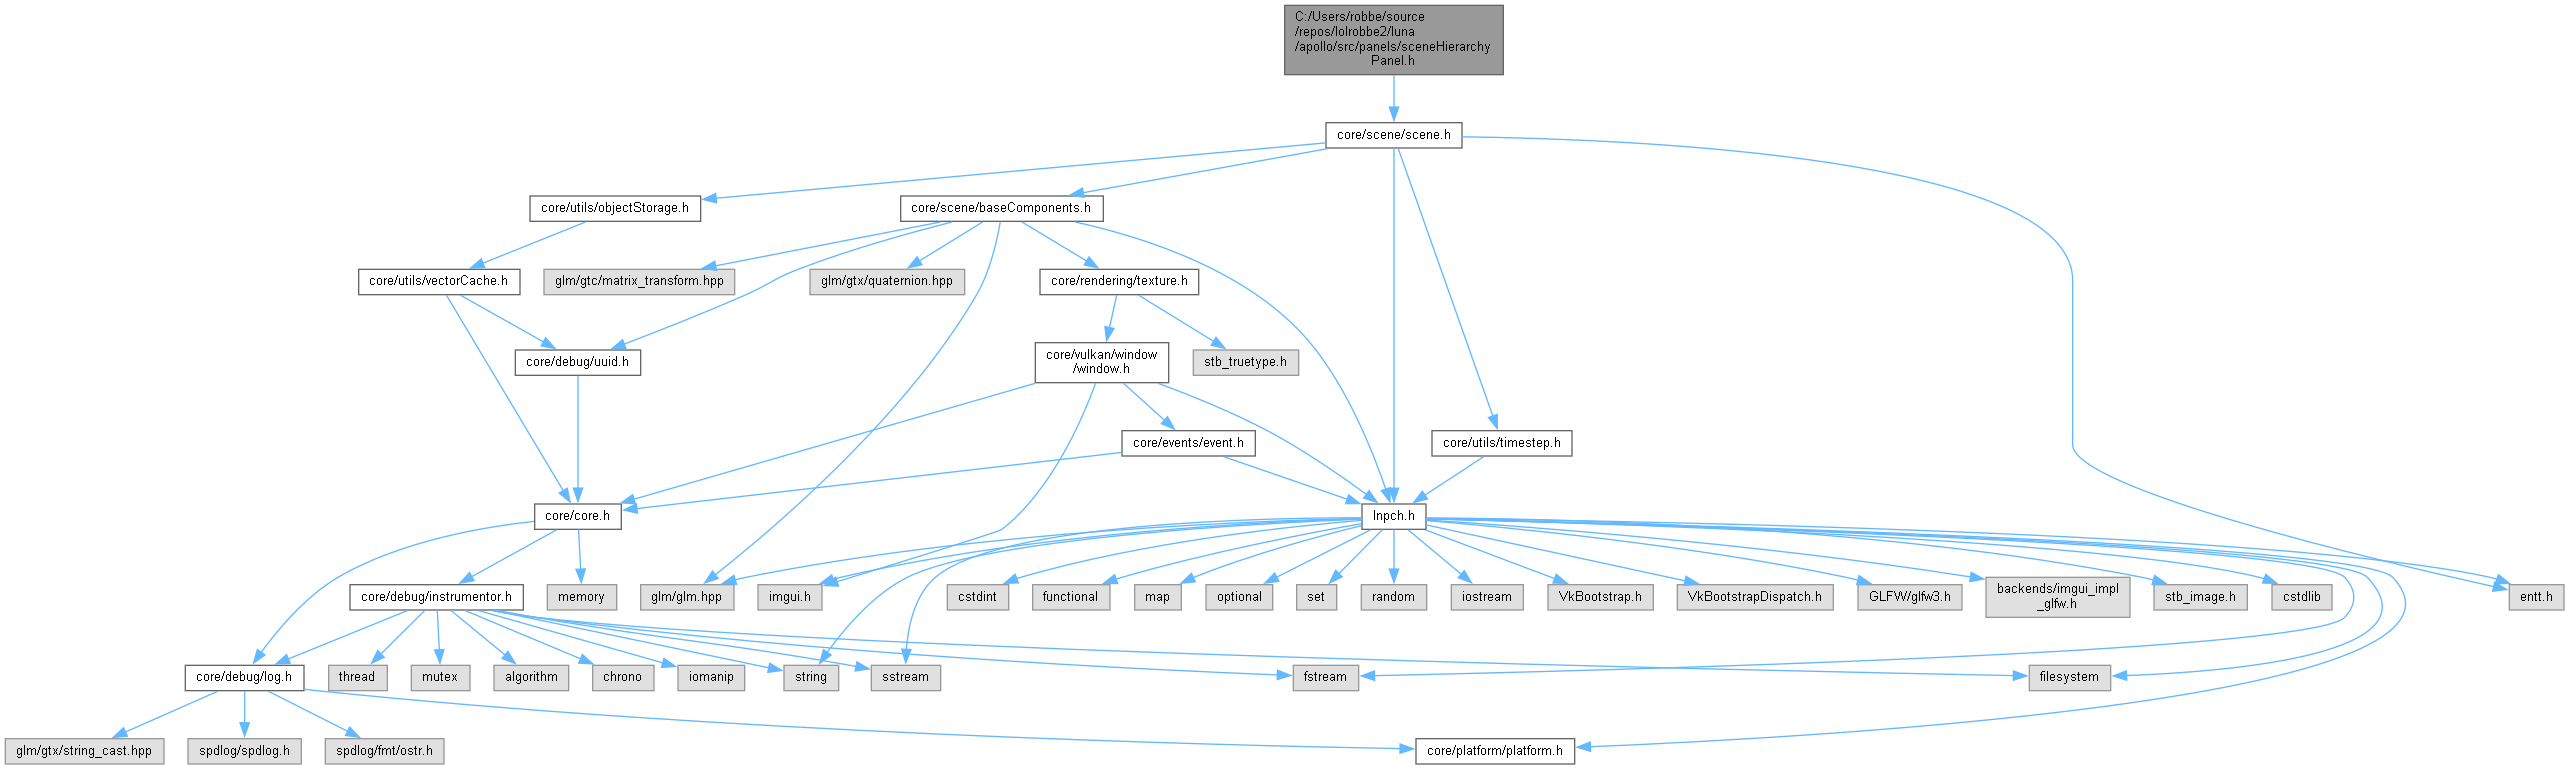 C:/Users/robbe/source
/repos/lolrobbe2/luna
/apollo/src/panels/sceneHierarchy
Panel.h
core/scene/scene.h
core/utils/objectStorage.h
core/scene/baseComponents.h
core/utils/vectorCache.h
glm/gtc/matrix_transform.hpp
glm/gtx/quaternion.hpp
core/rendering/texture.h
core/debug/uuid.h
core/vulkan/window
/window.h
stb_truetype.h
core/events/event.h
core/utils/timestep.h
core/core.h
lnpch.h
core/debug/instrumentor.h
memory
glm/glm.hpp
imgui.h
cstdint
functional
map
optional
set
random
iostream
VkBootstrap.h
VkBootstrapDispatch.h
GLFW/glfw3.h
backends/imgui_impl
_glfw.h
stb_image.h
cstdlib
entt.h
core/debug/log.h
thread
mutex
algorithm
chrono
iomanip
string
sstream
fstream
filesystem
glm/gtx/string_cast.hpp
spdlog/spdlog.h
spdlog/fmt/ostr.h
core/platform/platform.h